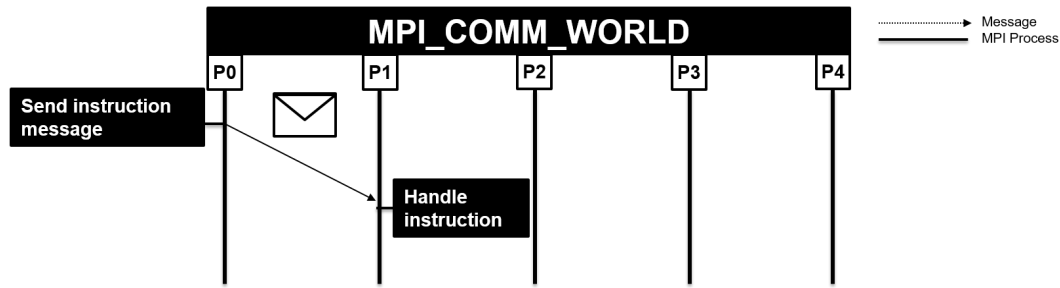 MPI_COMM_WORLD
Message
MPI Process
P0
P1
P2
P3
P4
Send instruction
message
Handle
instruction